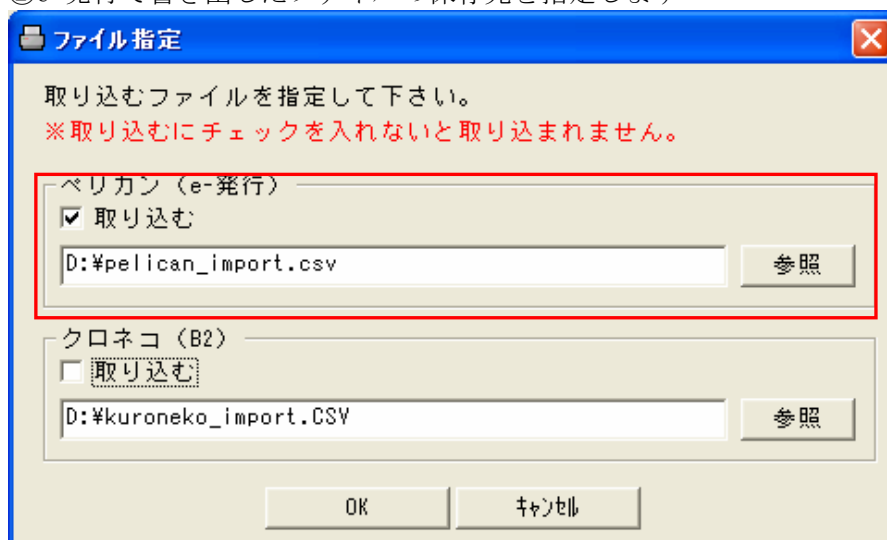 ファイル指定
取り込むファイルを指定して下さい。
※取り込むにチェックを入れないと取り込まれません。
ペリカン（e-発行）
取り込む
D:¥pelican_import.csv
参照
クロネコ（B2）
取り込む
D:¥kuroneko_import.CSV
参照
OK
ｷｬﾝｾﾙ